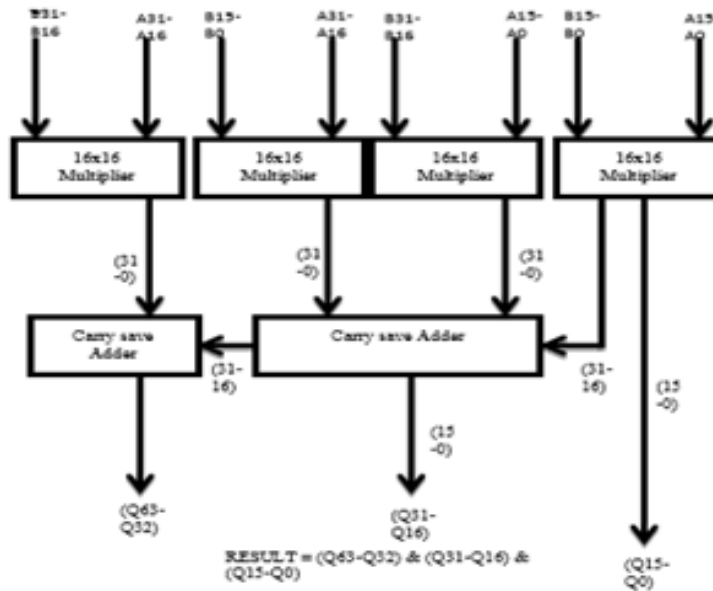 B31- A31- B15- A31- B31- A15- B15- A15
B16 A16 B0 A16 B16 A0 B0 A0
16x16 16x16 16x16 16x16
Multiplier Multiplier Multiplier Multiplier
(31 (31 (31
-0) -0) -0)
Carry save Carry save Adder
Adder
(31- (31- (15
16) 16) -0)
(15
-0)
(Q63- (Q31-
Q32) Q16)
RESULT = (Q63-Q32) & (Q31-Q16) &
(Q15-Q0)
(Q15-
Q0)